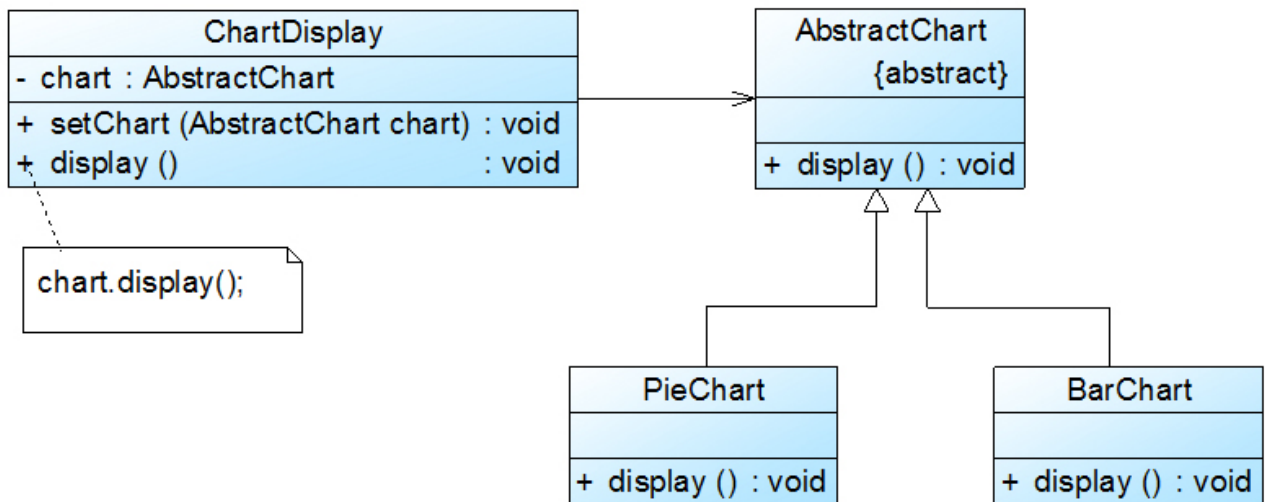 ChartDisplay
- chart : AbstractChart
+ setChart (AbstractChart chart) : void
+ display () : void
chart.display();
AbstractChart
{abstract}
+ display () : void
PieChart
+ display () : void
BarChart
+ display () : void